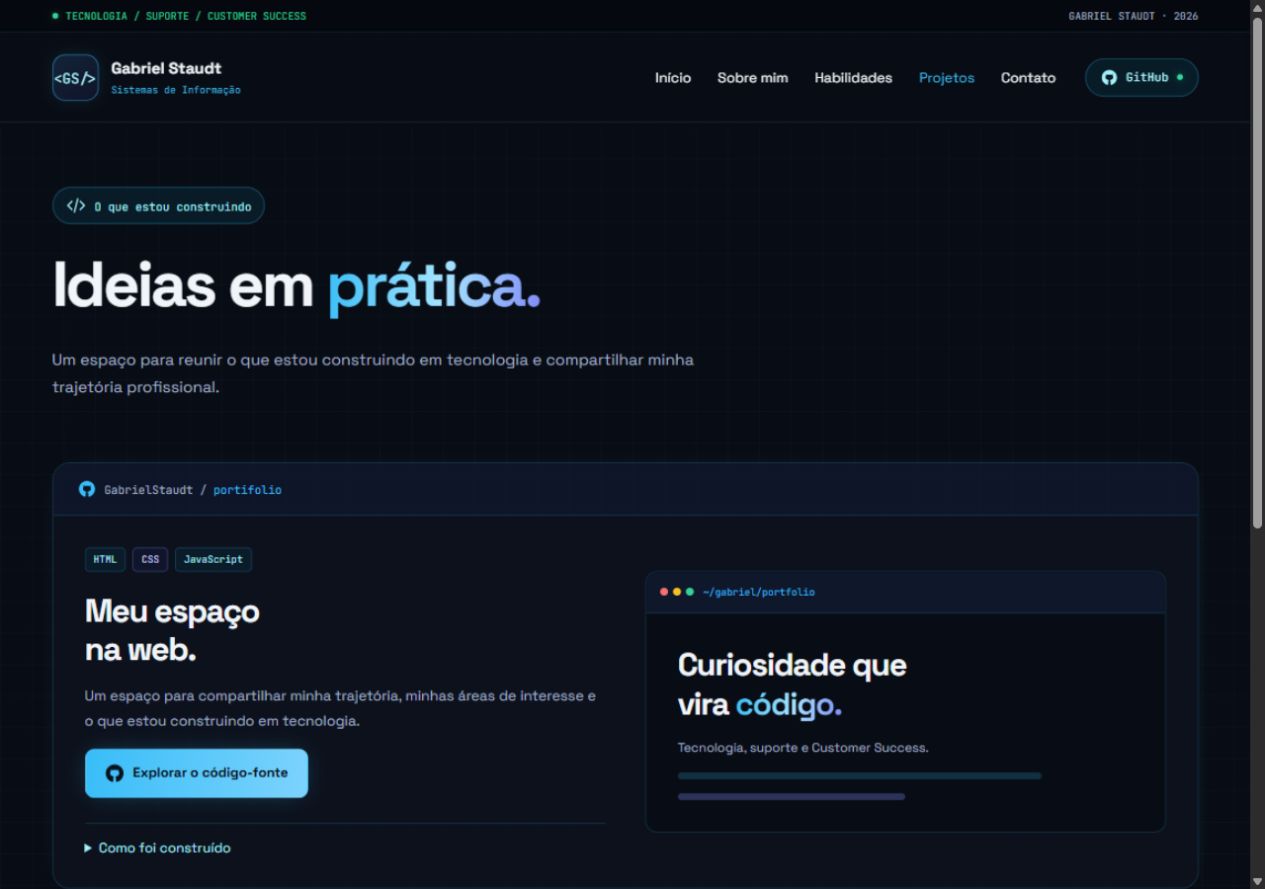 TECNOLOGIA / SUPORTE / CUSTOMER SUCCESS
GABRIEL STAUDT · 2026
<GS/>
Gabriel Staudt
Sistemas de Informação
Início
Sobre mim
Habilidades
Projetos
Contato
GitHub
</> O que estou construindo
Ideias em prática.
Um espaço para reunir o que estou construindo em tecnologia e compartilhar minha
trajetória profissional.
GabrielStaudt / portifolio
HTML
CSS
JavaScript
Meu espaço
na web.
Um espaço para compartilhar minha trajetória, minhas áreas de interesse e
o que estou construindo em tecnologia.
Explorar o código-fonte
Como foi construído
~/gabriel/portfolio
Curiosidade que
vira código.
Tecnologia, suporte e Customer Success.